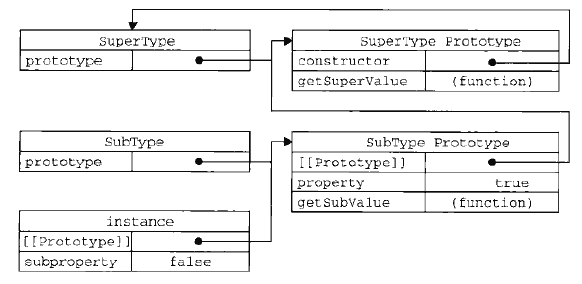 SuperType
prototype
SuperType Prototype
constructor
getSuperValue (function)
SubType
prototype
SubType Prototype
[[Prototype]]
property true
getSubValue (function)
instance
[[Prototype]]
subproperty false